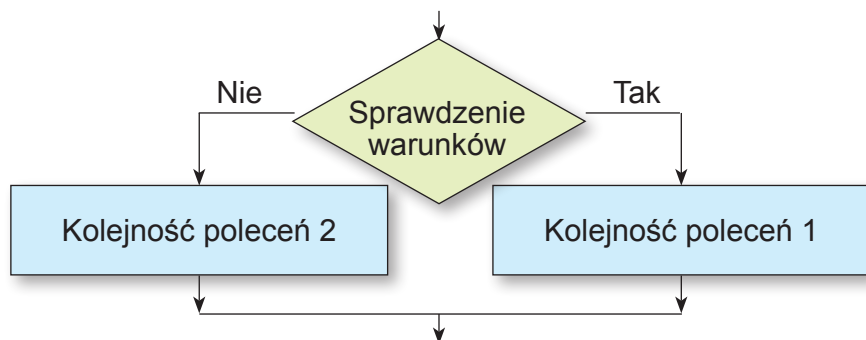 Nie
Tak
Sprawdzenie
warunków
Kolejność poleceń 2
Kolejność poleceń 1